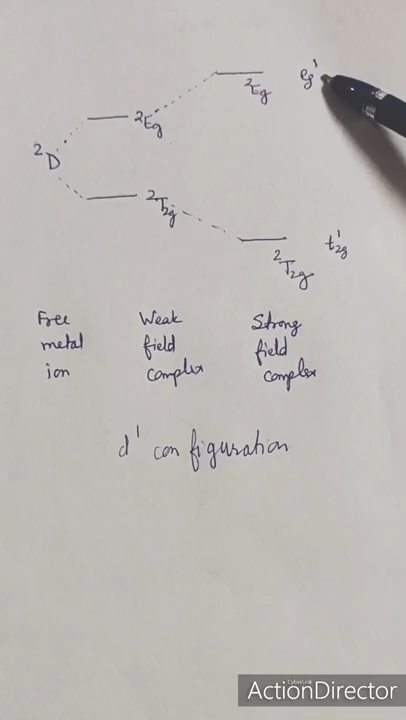 ²Eg eg¹
²Eg
²D
²T₂g
²T₂g t₂g¹
Free Weak Strong
metal field field
ion complex complex
d¹ configuration
CyberLink
ActionDirector